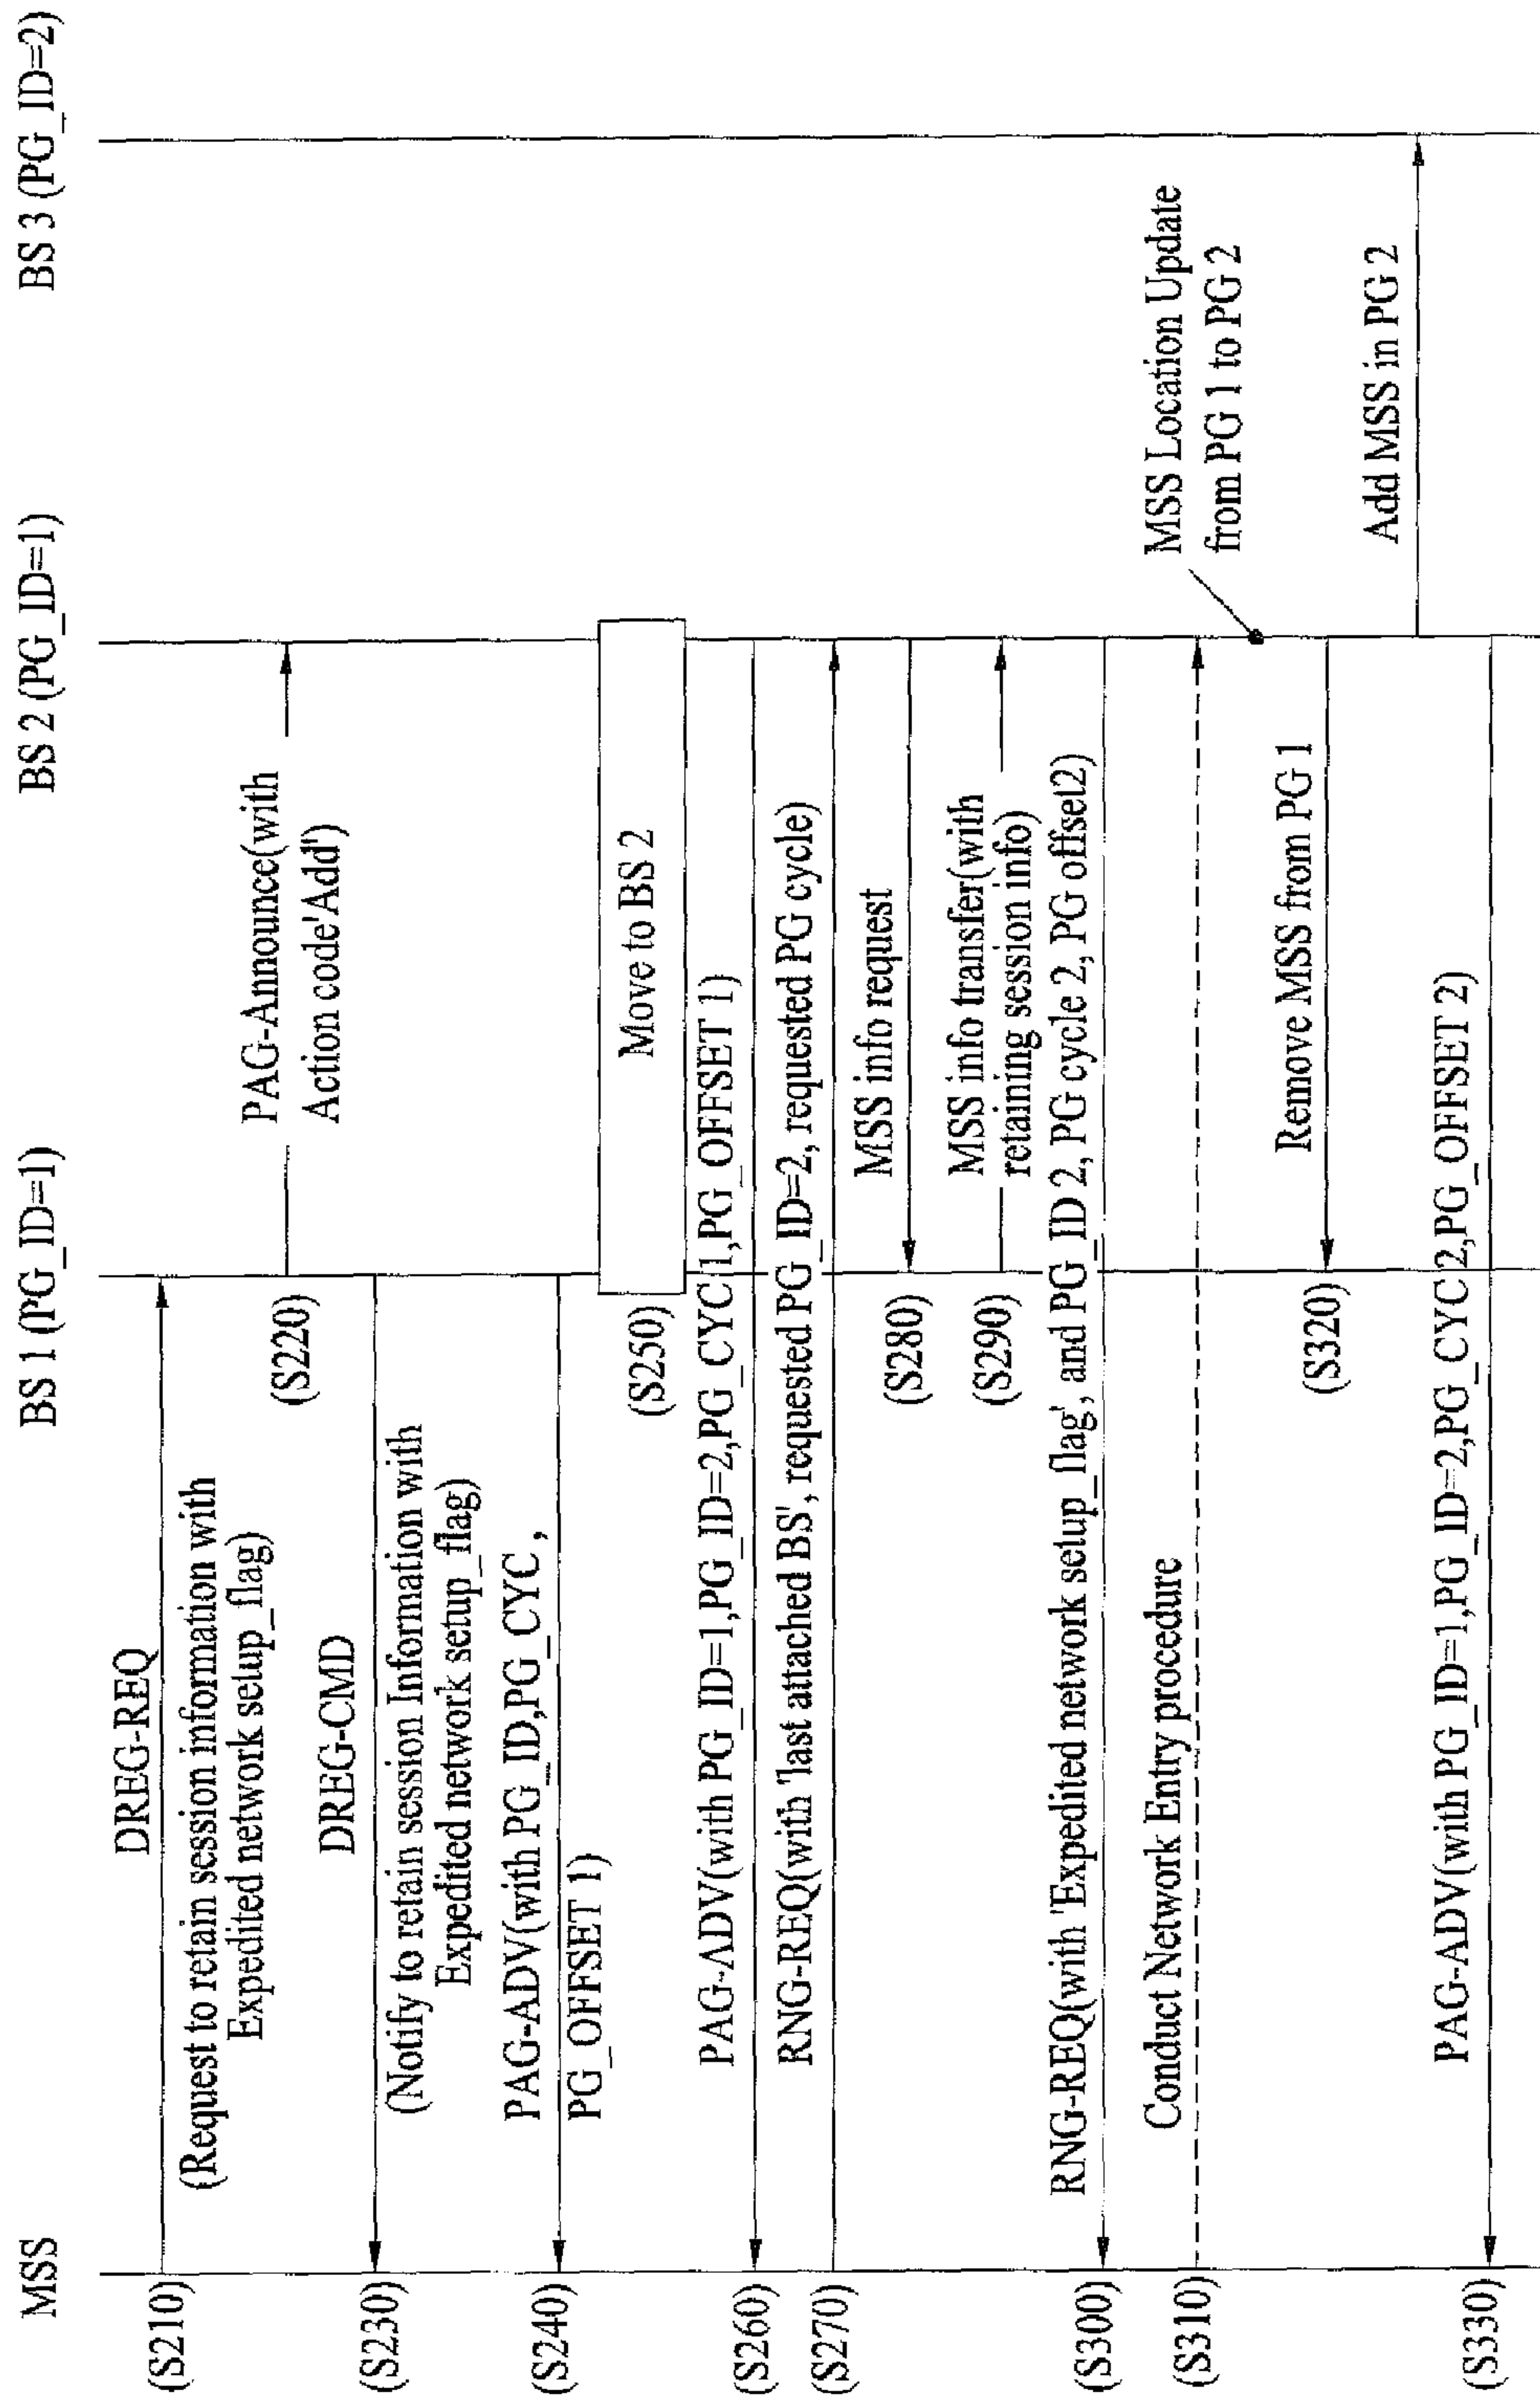 MSS
BS 1 (PG_ID=1)
BS 2 (PG_ID=1)
BS 3 (PG_ID=2)
(S210)
DREG-REQ
(Request to retain session information with
Expedited network setup_flag)
(S220)
PAG-Announce(with
Action code'Add')
(S230)
DREG-CMD
(Notify to retain session Information with
Expedited network setup_flag)
(S240)
PAG-ADV(with PG_ID,PG_CYC,
PG_OFFSET 1)
(S250)
Move to BS 2
(S260)
PAG-ADV(with PG_ID=1,PG_ID=2,PG_CYC 1,PG_OFFSET 1)
(S270)
RNG-REQ(with 'last attached BS', requested PG_ID=2, requested PG cycle)
(S280)
MSS info request
(S290)
MSS info transfer(with
retaining session info)
(S300)
RNG-REQ(with 'Expedited network setup_flag', and PG_ID 2, PG cycle 2, PG offset2)
(S310)
Conduct Network Entry procedure
MSS Location Update
from PG 1 to PG 2
(S320)
Remove MSS from PG 1
Add MSS in PG 2
(S330)
PAG-ADV(with PG_ID=1,PG_ID=2,PG_CYC 2,PG_OFFSET 2)